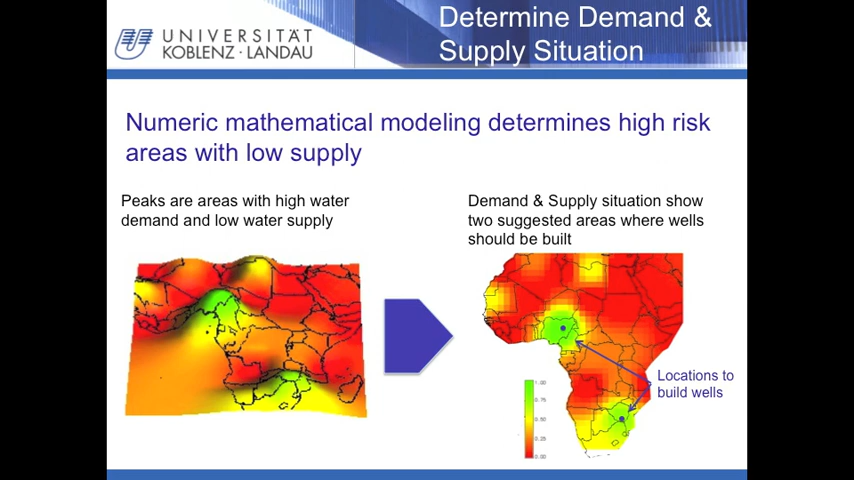 UNIVERSITÄT
KOBLENZ · LANDAU
Determine Demand &
Supply Situation
Numeric mathematical modeling determines high risk
areas with low supply
Peaks are areas with high water
demand and low water supply
Demand & Supply situation show
two suggested areas where wells
should be built
Locations to
build wells
1.00
0.75
0.50
0.25
0.00